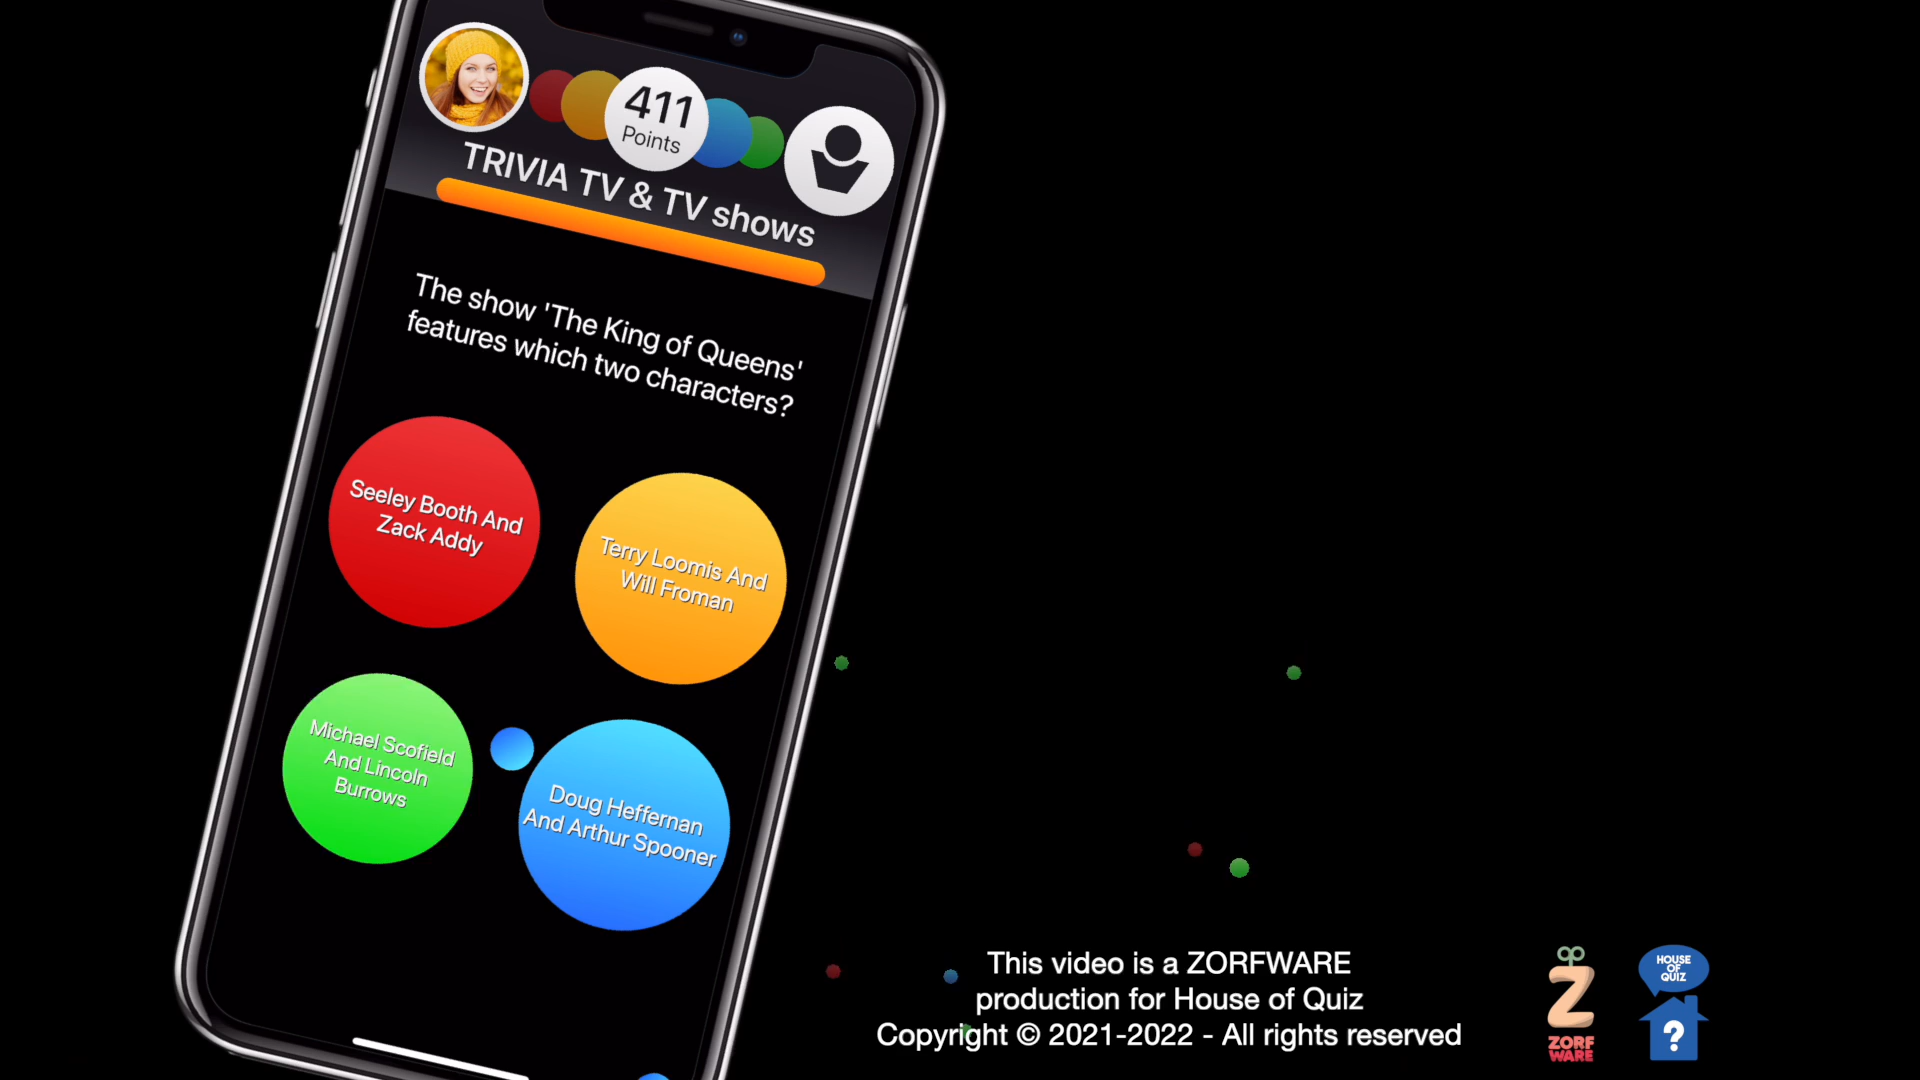 411
Points
TRIVIA TV & TV shows
The show 'The King of Queens'
features which two characters?
Seeley Booth And
Zack Addy
Terry Loomis And
Will Froman
Michael Scofield
And Lincoln
Burrows
Doug Heffernan
And Arthur Spooner
This video is a ZORFWARE
production for House of Quiz
Copyright © 2021-2022 - All rights reserved
Z
ZORF
WARE
HOUSE
OF
QUIZ
?